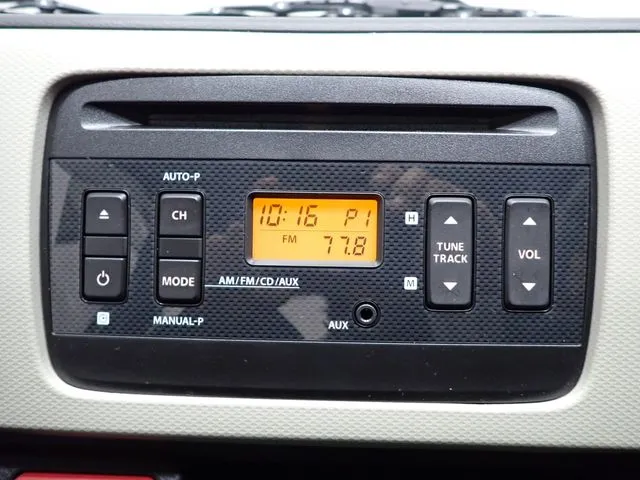 AUTO-P
CH
MODE
MANUAL-P
10:16 P1
FM 77.8
AM/FM/CD/AUX
AUX
H
M
TUNE
TRACK
VOL